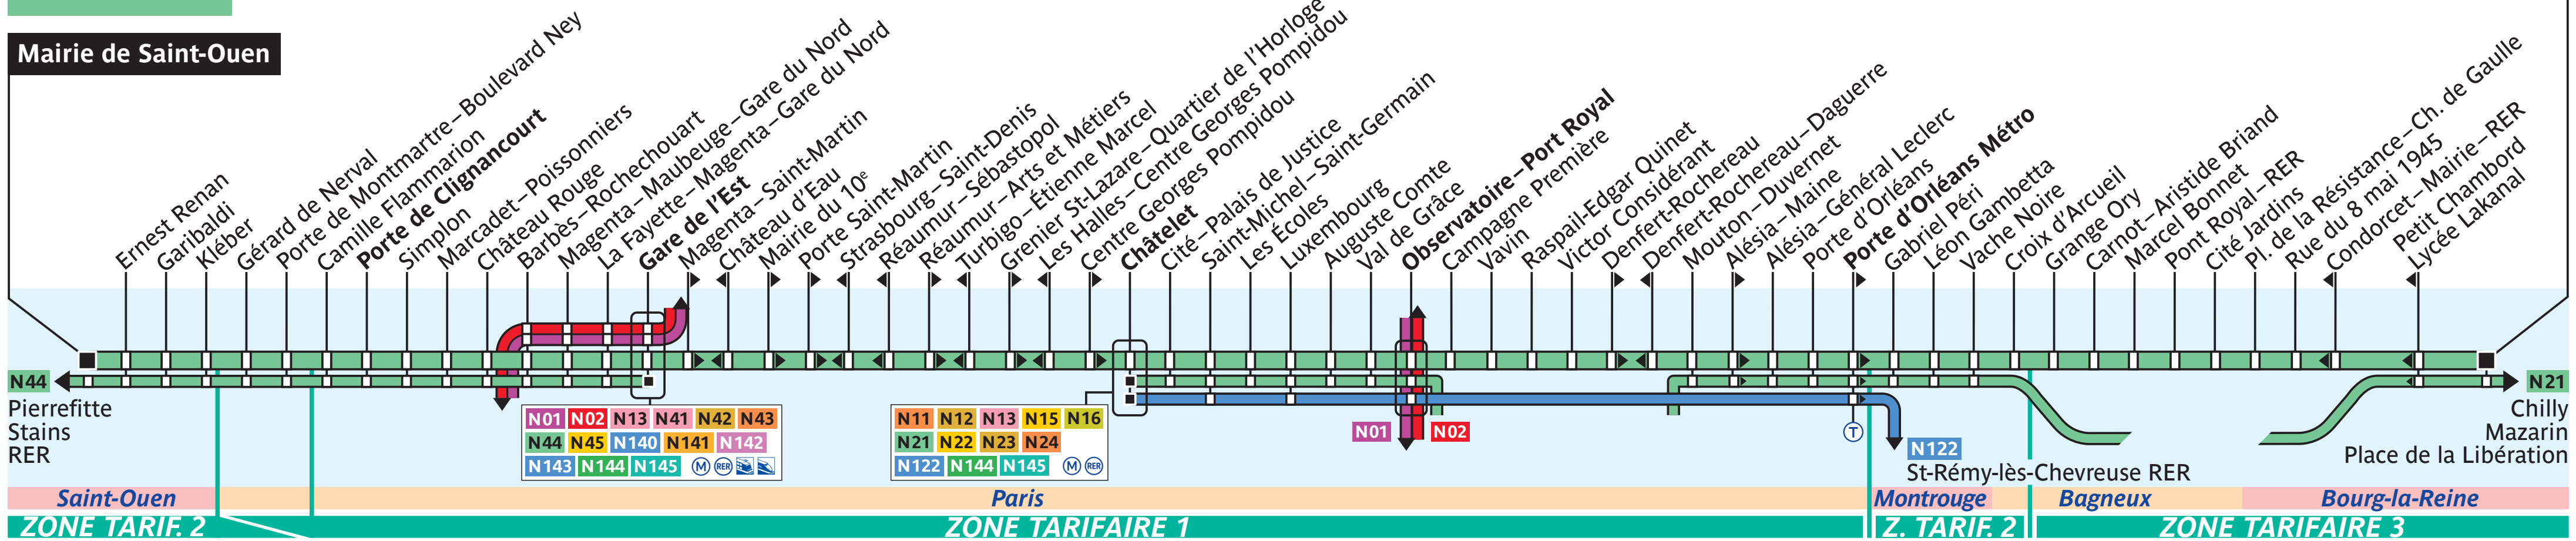 Mairie de Saint-Ouen
Ernest Renan
Garibaldi
Kléber
Gérard de Nerval
Porte de Montmartre – Boulevard Ney
Camille Flammarion
Porte de Clignancourt
Simplon
Marcadet – Poissonniers
Château Rouge
Barbès – Rochechouart
Magenta – Maubeuge – Gare du Nord
La Fayette – Magenta – Gare du Nord
Gare de l'Est
Magenta – Saint-Martin
Château d'Eau
Mairie du 10e
Porte Saint-Martin
Strasbourg – Saint-Denis
Réaumur – Sébastopol
Réaumur – Arts et Métiers
Turbigo – Étienne Marcel
Grenier St-Lazare – Quartier de l'Horloge
Les Halles – Centre Georges Pompidou
Centre Georges Pompidou
Châtelet
Cité – Palais de Justice
Saint-Michel – Saint-Germain
Les Écoles
Luxembourg
Auguste Comte
Val de Grâce
Observatoire – Port Royal
Campagne Première
Vavin
Raspail-Edgar Quinet
Victor Considérant
Denfert-Rochereau
Denfert-Rochereau – Daguerre
Mouton – Duvernet
Alésia – Maine
Alésia – Général Leclerc
Porte d'Orléans
Porte d'Orléans Métro
Gabriel Péri
Léon Gambetta
Vache Noire
Croix d'Arcueil
Grange Ory
Carnot – Aristide Briand
Marcel Bonnet
Pont Royal – RER
Cité Jardins
Pl. de la Résistance – Ch. de Gaulle
Rue du 8 mai 1945
Condorcet – Mairie – RER
Petit Chambord
Lycée Lakanal
N44
Pierrefitte
Stains
RER
N01 N02 N13 N41 N42 N43
N44 N45 N140 N141 N142
N143 N144 N145 M RER
N11 N12 N13 N15 N16
N21 N22 N23 N24
N122 N144 N145 M RER
N01 N02
T
N122
St-Rémy-lès-Chevreuse RER
N21
Chilly
Mazarin
Place de la Libération
Saint-Ouen Paris Montrouge Bagneux Bourg-la-Reine
ZONE TARIF. 2 ZONE TARIFAIRE 1 Z. TARIF. 2 ZONE TARIFAIRE 3